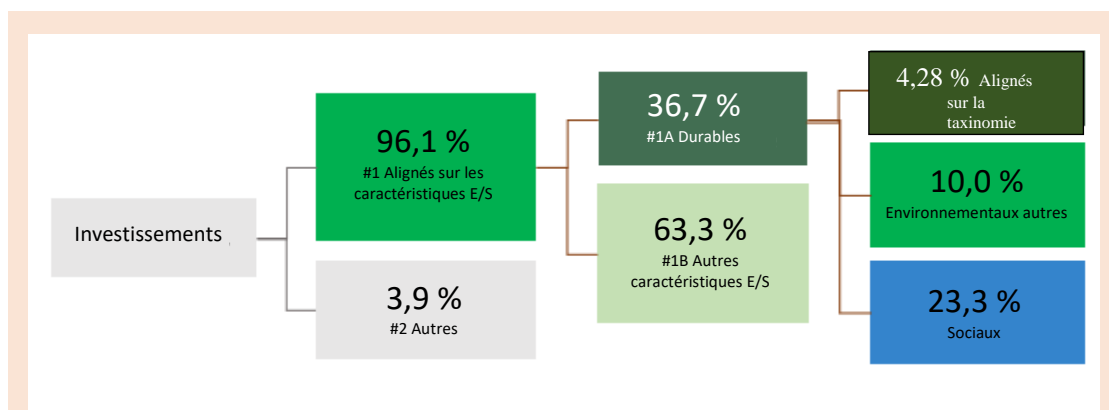 Investissements
96,1 %
#1 Alignés sur les
caractéristiques E/S
3,9 %
#2 Autres
36,7 %
#1A Durables
63,3 %
#1B Autres
caractéristiques E/S
4,28 % Alignés
sur la
taxinomie
10,0 %
Environnementaux autres
23,3 %
Sociaux